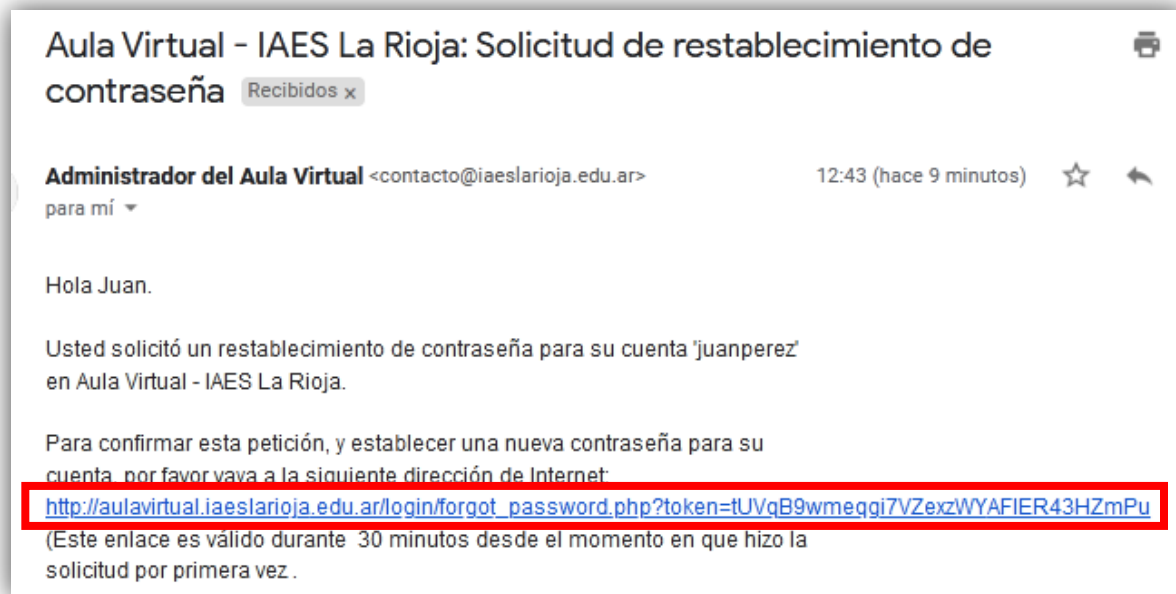 Aula Virtual - IAES La Rioja: Solicitud de restablecimiento de
contraseña Recibidos x
Administrador del Aula Virtual <contacto@iaeslarioja.edu.ar> 12:43 (hace 9 minutos)
para mí
Hola Juan.
Usted solicitó un restablecimiento de contraseña para su cuenta 'juanperez'
en Aula Virtual - IAES La Rioja.
Para confirmar esta petición, y establecer una nueva contraseña para su
cuenta, por favor vaya a la siguiente dirección de Internet:
http://aulavirtual.iaeslarioja.edu.ar/login/forgot_password.php?token=tUVqB9wmeqgi7VZexzWYAFIER43HZmPu
(Este enlace es válido durante 30 minutos desde el momento en que hizo la
solicitud por primera vez .